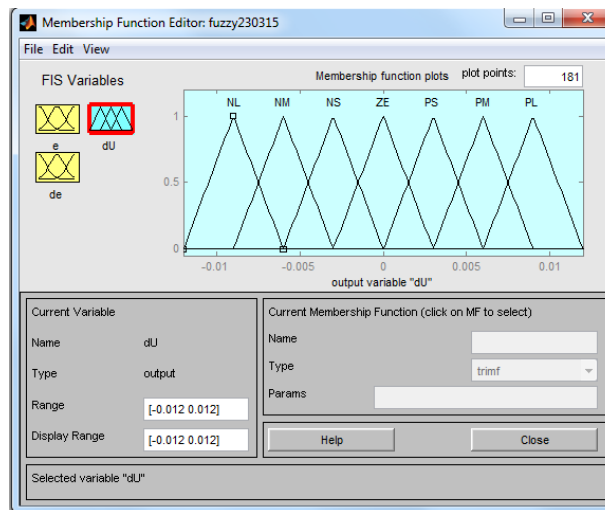 Membership Function Editor: fuzzy230315
File Edit View
FIS Variables
Membership function plots plot points: 181
e
dU
de
NL NM NS ZE PS PM PL
1
0.5
0
-0.01 -0.005 0 0.005 0.01
output variable "dU"
Current Variable
Name dU
Type output
Range [-0.012 0.012]
Display Range [-0.012 0.012]
Current Membership Function (click on MF to select)
Name
Type trimf
Params
Help Close
Selected variable "dU"